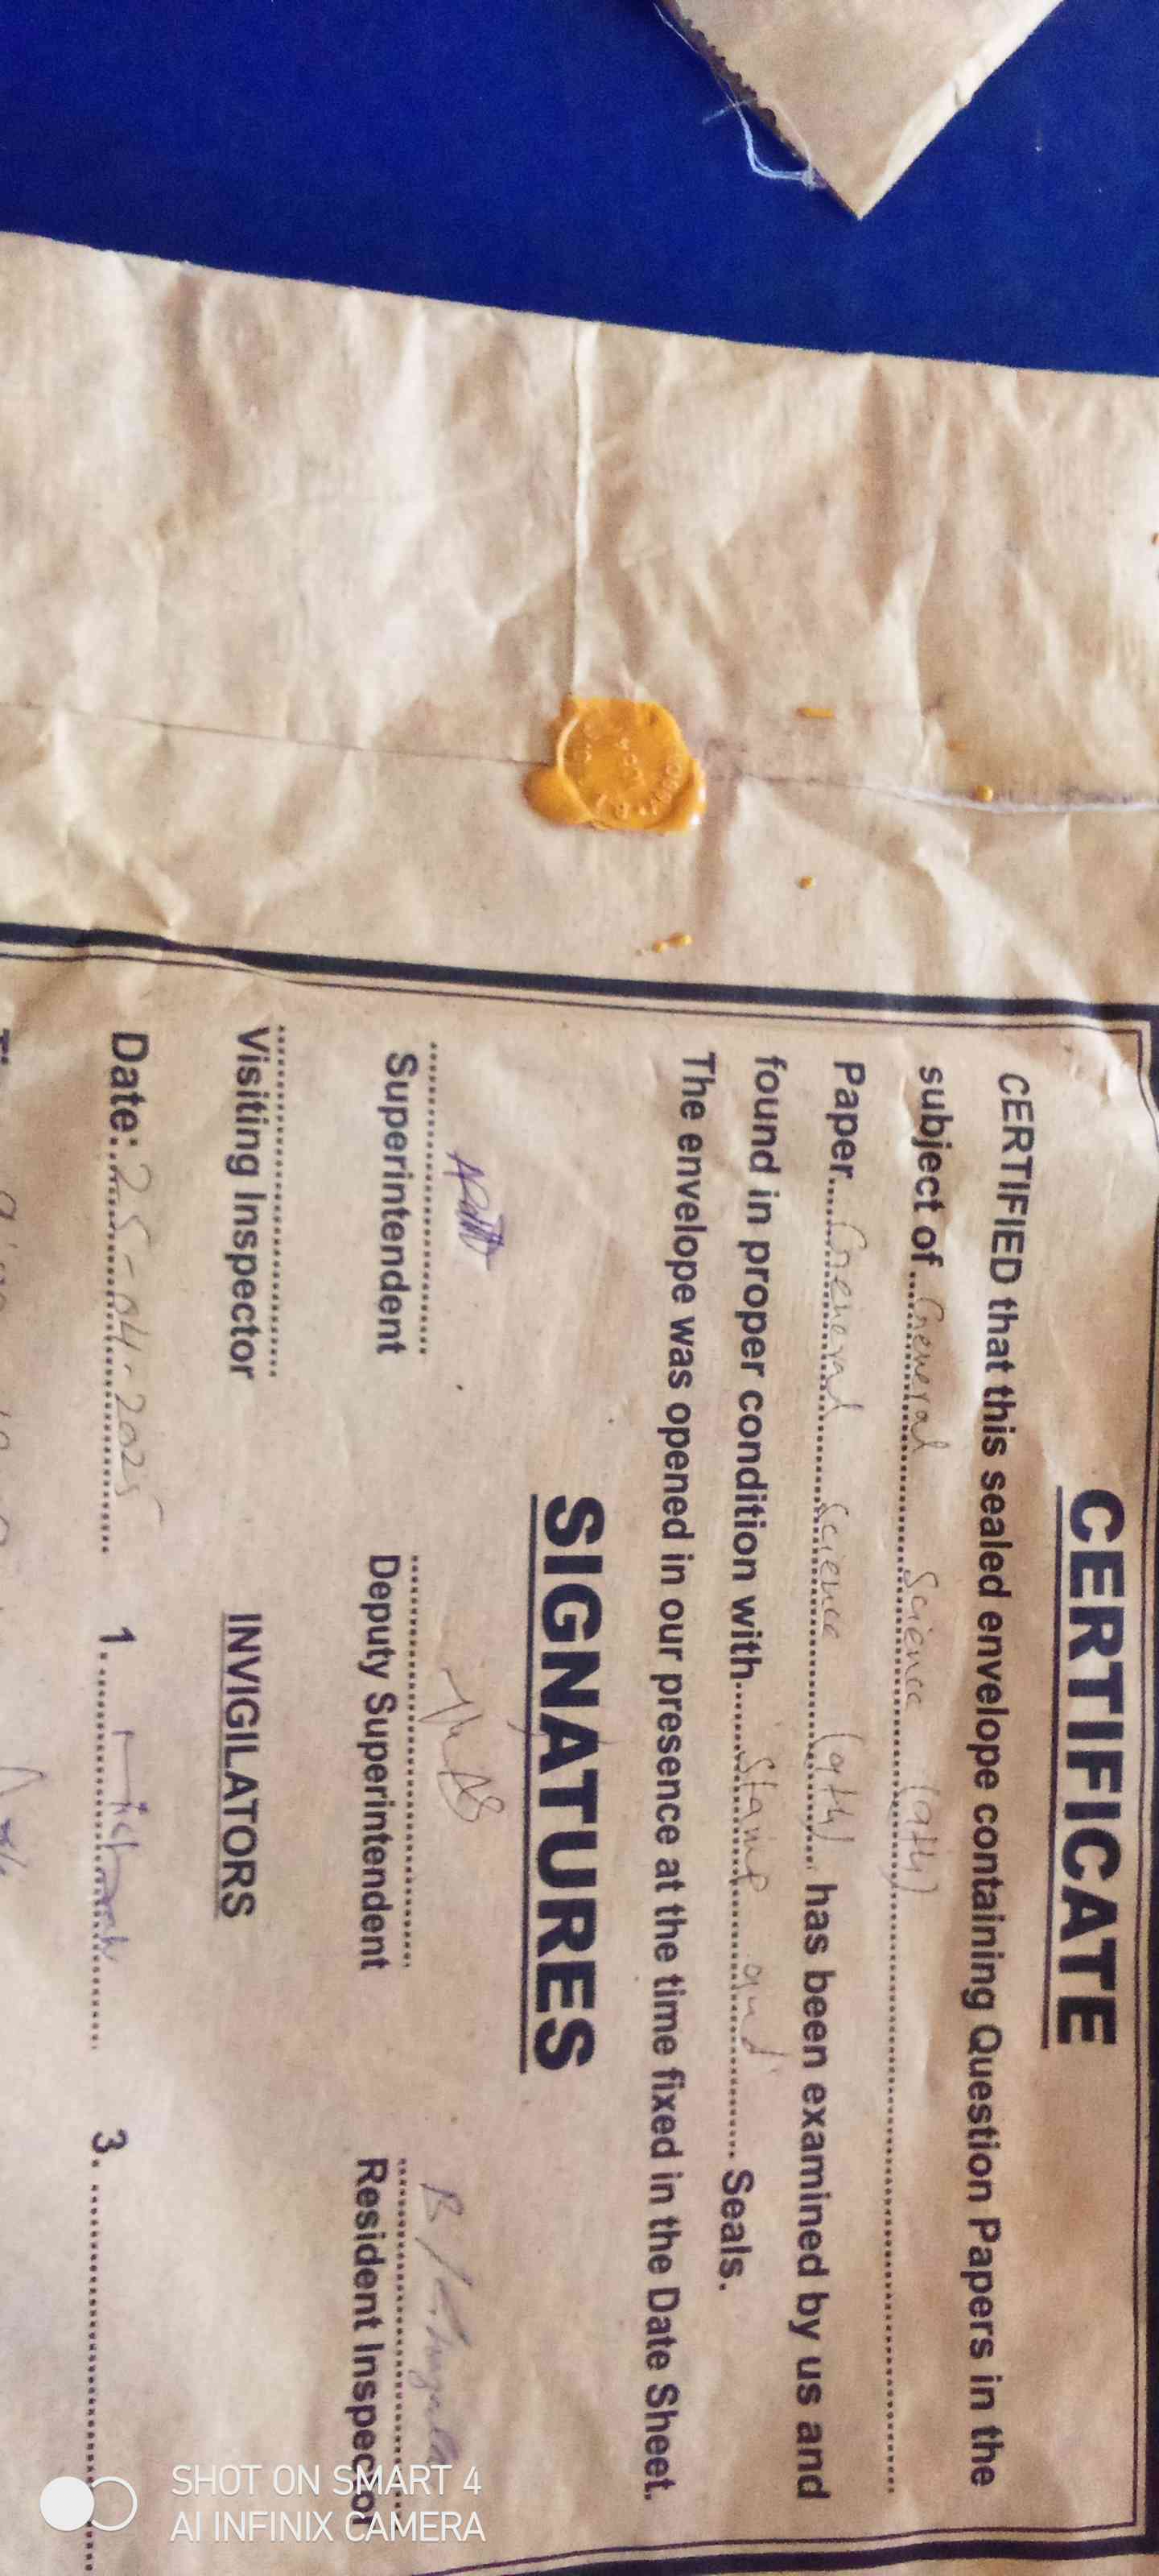 CERTIFICATE
CERTIFIED that this sealed envelope containing Question Papers in the
subject of General Science (9th)
Paper General Science (9th) has been examined by us and
found in proper condition with Stamp and Seals.
The envelope was opened in our presence at the time fixed in the Date Sheet.
SIGNATURES
Superintendent Deputy Superintendent Resident Inspector
Visiting Inspector INVIGILATORS
Date: 25-04-2025 1. 3.
SHOT ON SMART 4
AI INFINIX CAMERA